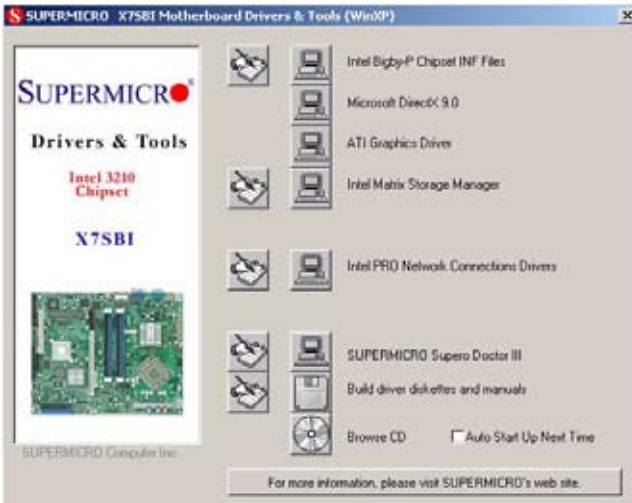 SUPERMICRO X7SBI Motherboard Drivers & Tools (WinXP)
SUPERMICRO
Drivers & Tools
Intel 3210
Chipset
X7SBI
SUPERMICRO Computer Inc.
Intel Bigby-P Chipset INF Files
Microsoft DirectX 9.0
ATI Graphics Driver
Intel Matrix Storage Manager
Intel PRO Network Connections Drivers
SUPERMICRO Supero Doctor III
Build driver diskettes and manuals
Browse CD
Auto Start Up Next Time
For more information, please visit SUPERMICRO's web site.